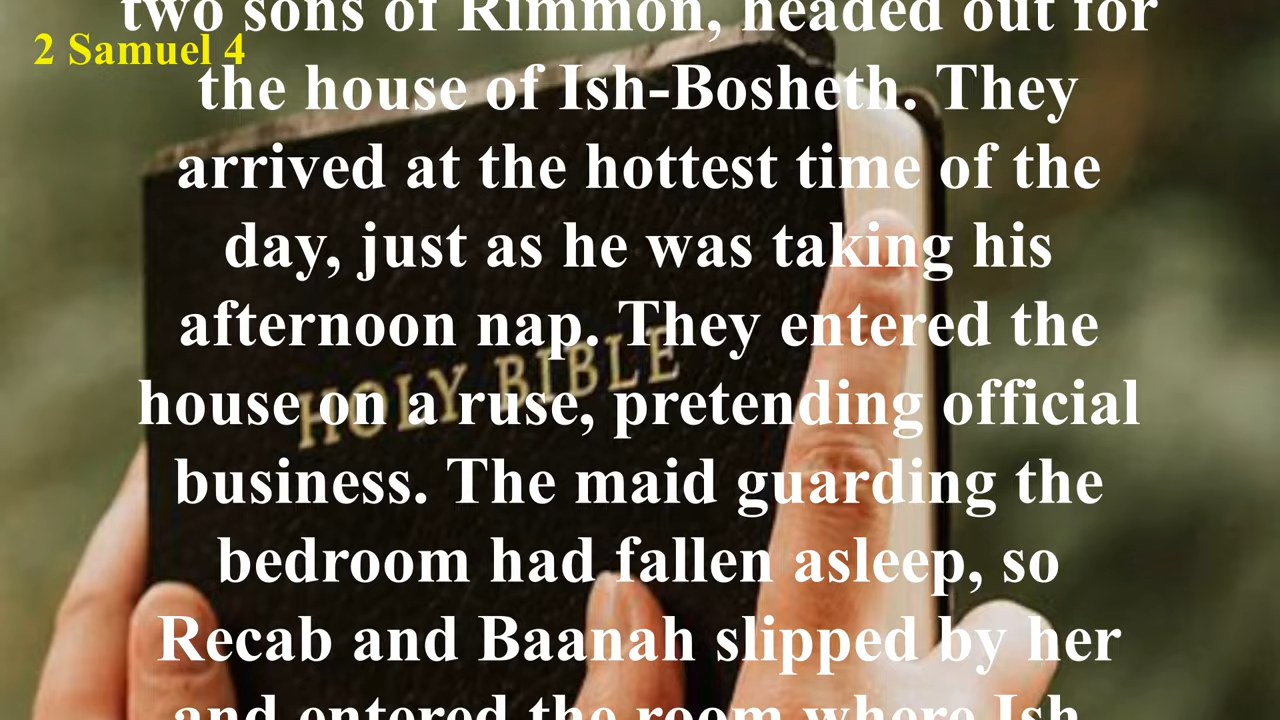 two sons of Rimmon, headed out for
2 Samuel 4
the house of Ish-Bosheth. They
arrived at the hottest time of the
day, just as he was taking his
afternoon nap. They entered the
HOLY BIBLE
house on a ruse, pretending official
business. The maid guarding the
bedroom had fallen asleep, so
Recab and Baanah slipped by her
and entered the room where Ish-